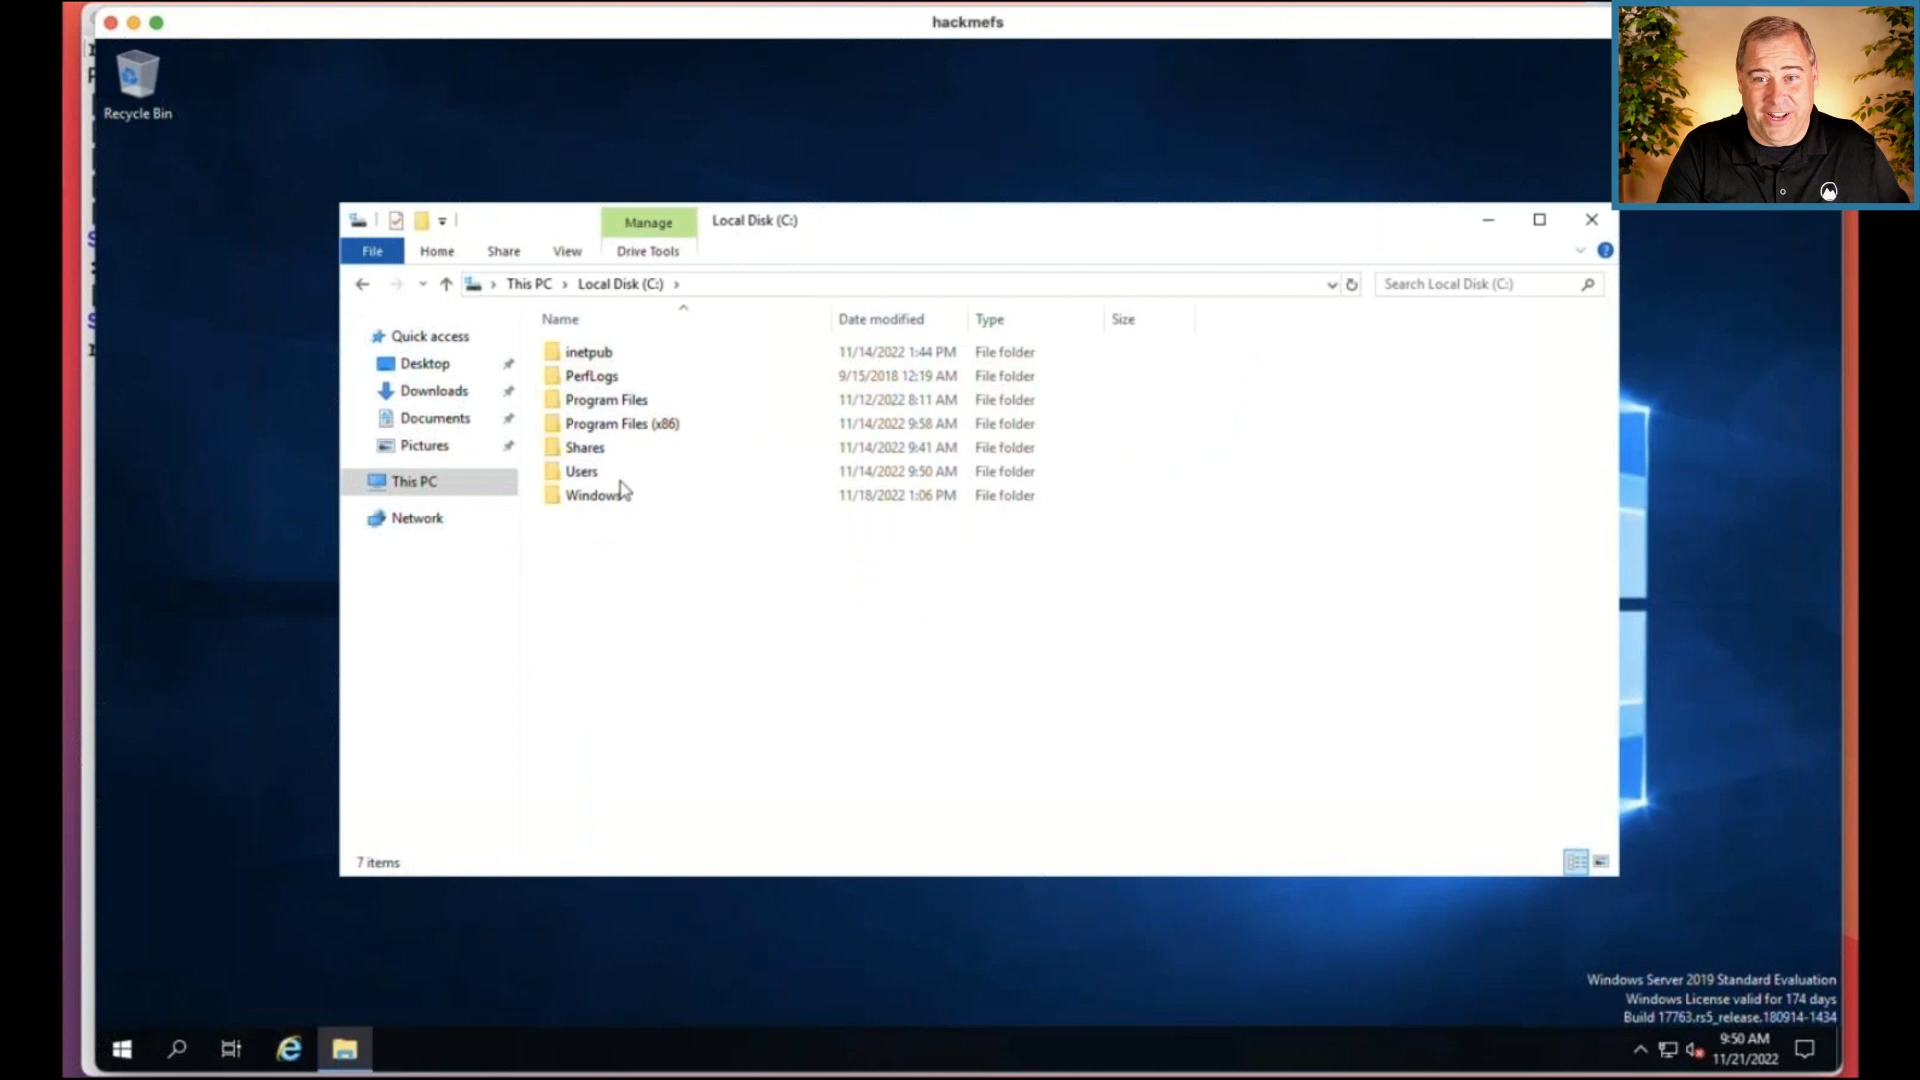 hackmefs
Recycle Bin
Manage
Local Disk (C:)
File
Home
Share
View
Drive Tools
This PC > Local Disk (C:) >
Search Local Disk (C:)
Name
Date modified
Type
Size
Quick access
Desktop
Downloads
Documents
Pictures
This PC
Network
inetpub 11/14/2022 1:44 PM File folder
PerfLogs 9/15/2018 12:19 AM File folder
Program Files 11/12/2022 8:11 AM File folder
Program Files (x86) 11/14/2022 9:58 AM File folder
Shares 11/14/2022 9:41 AM File folder
Users 11/14/2022 9:50 AM File folder
Windows 11/18/2022 1:06 PM File folder
7 items
Windows Server 2019 Standard Evaluation
Windows License valid for 174 days
Build 17763.rs5_release.180914-1434
9:50 AM
11/21/2022